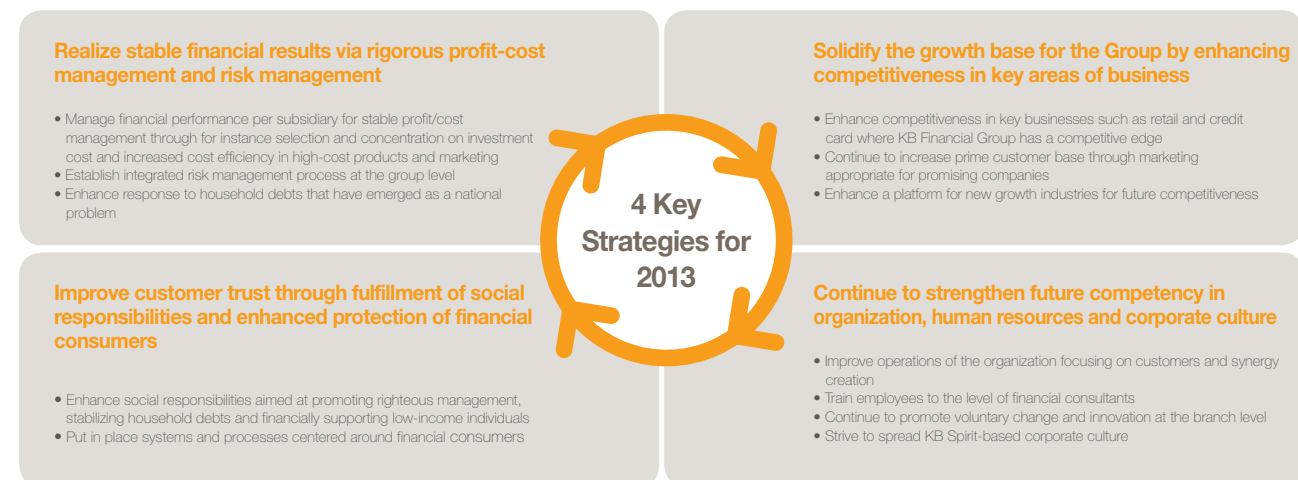 Realize stable financial results via rigorous profit-cost
management and risk management
• Manage financial performance per subsidiary for stable profit/cost
management through for instance selection and concentration on investment
cost and increased cost efficiency in high-cost products and marketing
• Establish integrated risk management process at the group level
• Enhance response to household debts that have emerged as a national
problem
Solidify the growth base for the Group by enhancing
competitiveness in key areas of business
• Enhance competitiveness in key businesses such as retail and credit
card where KB Financial Group has a competitive edge
• Continue to increase prime customer base through marketing
appropriate for promising companies
• Enhance a platform for new growth industries for future competitiveness
4 Key
Strategies for
2013
Improve customer trust through fulfillment of social
responsibilities and enhanced protection of financial
consumers
• Enhance social responsibilities aimed at promoting righteous management,
stabilizing household debts and financially supporting low-income individuals
• Put in place systems and processes centered around financial consumers
Continue to strengthen future competency in
organization, human resources and corporate culture
• Improve operations of the organization focusing on customers and synergy
creation
• Train employees to the level of financial consultants
• Continue to promote voluntary change and innovation at the branch level
• Strive to spread KB Spirit-based corporate culture